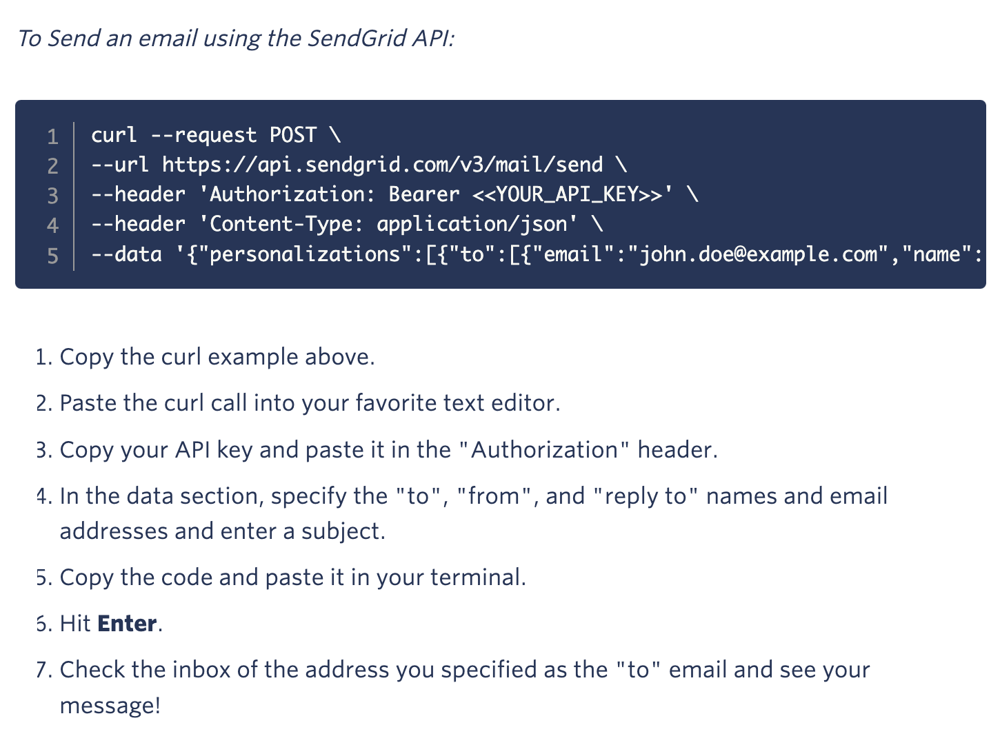 To Send an email using the SendGrid API:
1 curl --request POST \
2 --url https://api.sendgrid.com/v3/mail/send \
3 --header 'Authorization: Bearer <<YOUR_API_KEY>>' \
4 --header 'Content-Type: application/json' \
5 --data '{"personalizations":[{"to":[{"email":"john.doe@example.com","name":
1. Copy the curl example above.
2. Paste the curl call into your favorite text editor.
3. Copy your API key and paste it in the "Authorization" header.
4. In the data section, specify the "to", "from", and "reply to" names and email
addresses and enter a subject.
5. Copy the code and paste it in your terminal.
6. Hit Enter.
7. Check the inbox of the address you specified as the "to" email and see your
message!